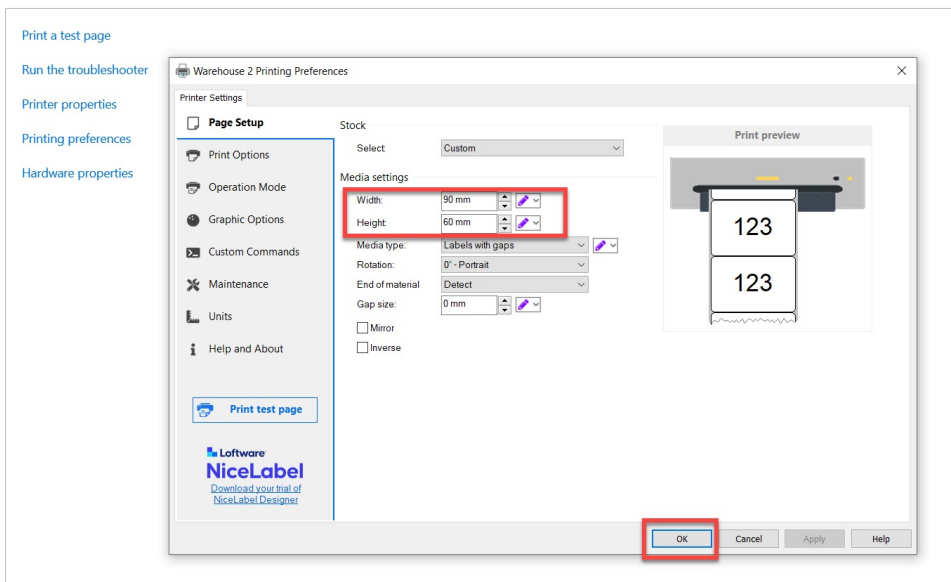 Print a test page
Run the troubleshooter
Printer properties
Printing preferences
Hardware properties
Warehouse 2 Printing Preferences
Printer Settings
Page Setup
Print Options
Operation Mode
Graphic Options
Custom Commands
Maintenance
Units
Help and About
Print test page
Loftware
NiceLabel
Download your trial of
NiceLabel Designer
Stock
Select: Custom
Media settings
Width: 90 mm
Height: 60 mm
Media type: Labels with gaps
Rotation: 0° - Portrait
End of material Detect
Gap size: 0 mm
Mirror
Inverse
Print preview
123
123
OK Cancel Apply Help